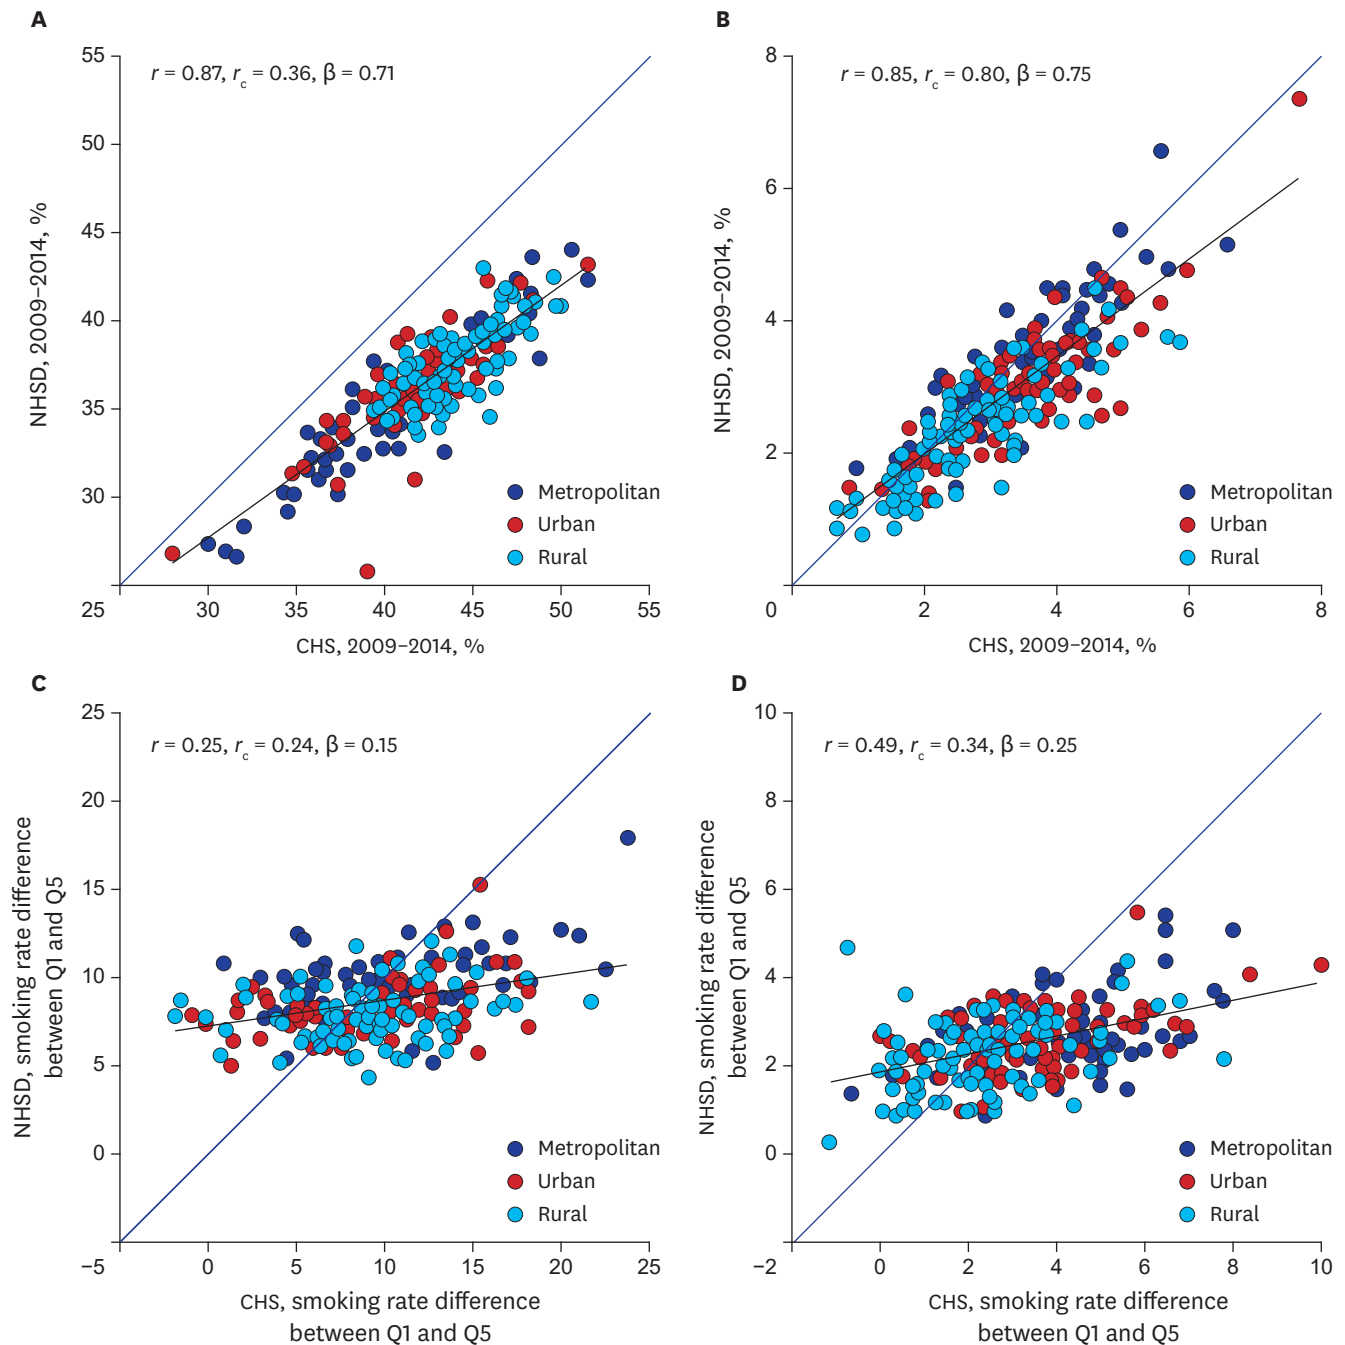 A
r = 0.87, rc = 0.36, β = 0.71
55
50
45
40
35
30
25
30
35
40
45
50
55
NHSD, 2009–2014, %
CHS, 2009–2014, %
Metropolitan
Urban
Rural
B
r = 0.85, rc = 0.80, β = 0.75
8
6
4
2
0
2
4
6
8
NHSD, 2009–2014, %
CHS, 2009–2014, %
Metropolitan
Urban
Rural
C
r = 0.25, rc = 0.24, β = 0.15
25
20
15
10
5
0
−5
0
5
10
15
20
25
NHSD, smoking rate difference
between Q1 and Q5
CHS, smoking rate difference
between Q1 and Q5
Metropolitan
Urban
Rural
D
r = 0.49, rc = 0.34, β = 0.25
10
8
6
4
2
0
−2
0
2
4
6
8
10
NHSD, smoking rate difference
between Q1 and Q5
CHS, smoking rate difference
between Q1 and Q5
Metropolitan
Urban
Rural